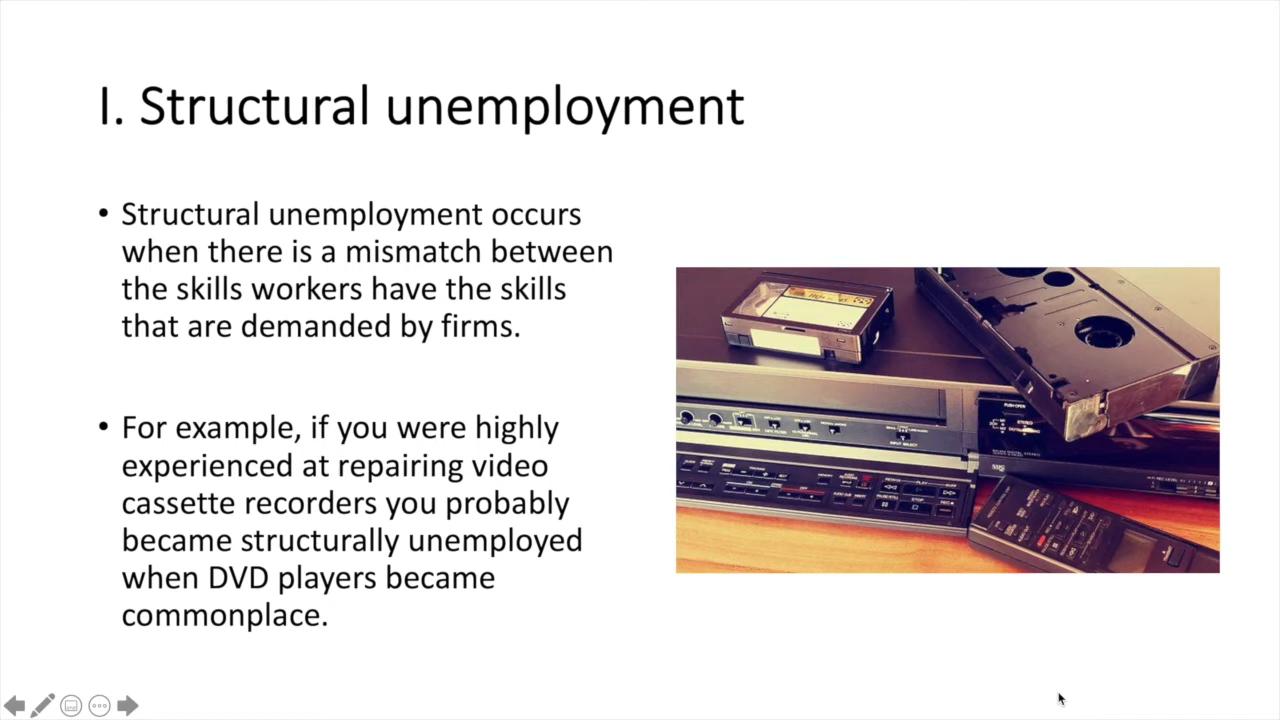 I. Structural unemployment
• Structural unemployment occurs
when there is a mismatch between
the skills workers have the skills
that are demanded by firms.
• For example, if you were highly
experienced at repairing video
cassette recorders you probably
became structurally unemployed
when DVD players became
commonplace.